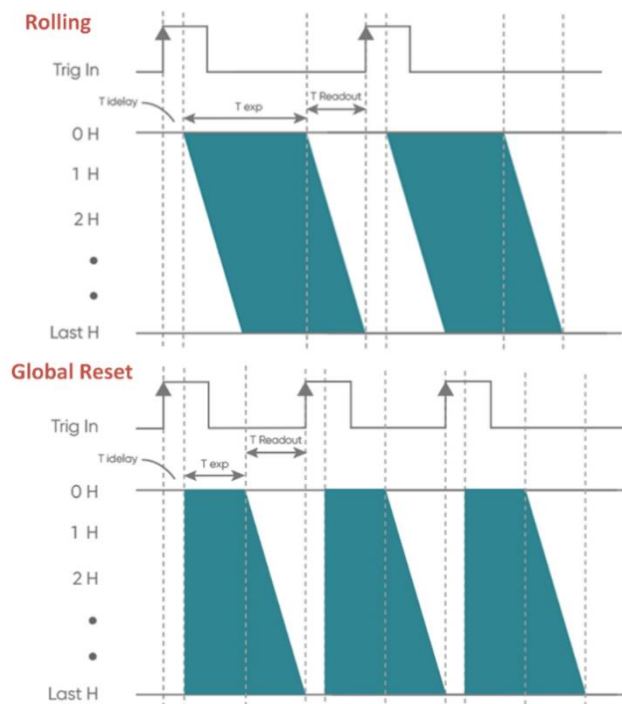 Rolling
Trig In
T idelay
T exp
T Readout
0 H
1 H
2 H
Last H
Global Reset
Trig In
T Readout
T idelay
T exp
0 H
1 H
2 H
Last H